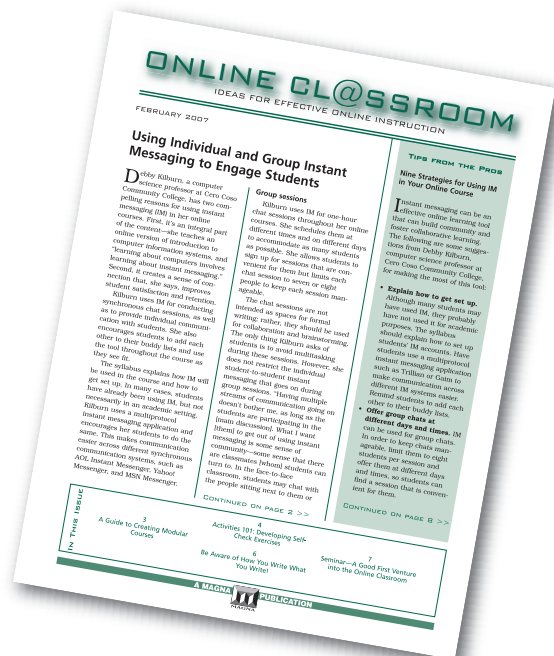 ONLINE CL@SSROOM
IDEAS FOR EFFECTIVE ONLINE INSTRUCTION
FEBRUARY 2007
Using Individual and Group Instant
Messaging to Engage Students
Debby Kilburn, a computer
science professor at Cero Coso
Community College, has two com-
pelling reasons for using instant
messaging (IM) in her online
courses. First, it's an integral part
of the content—she teaches an
online version of introduction to
computer information systems, and
"learning about computers involves
learning about instant messaging."
Second, it creates a sense of con-
nection that, she says, improves
student satisfaction and retention.
Kilburn uses IM for conducting
synchronous chat sessions, as well
as to provide individual communi-
cation with students. She also
encourages students to add each
other to their buddy lists and use
the tool throughout the course as
they see fit.
The syllabus explains how IM will
be used in the course and how to
get set up. In many cases, students
have already been using IM, but not
necessarily in an academic setting.
Kilburn uses a multiprotocol
instant messaging application and
encourages her students to do the
same. This makes communication
easier across different synchronous
communication systems, such as
AOL Instant Messenger, Yahoo!
Messenger, and MSN Messenger.
Group sessions
Kilburn uses IM for one-hour
chat sessions throughout her online
courses. She schedules them at
different times and on different days
to accommodate as many students
as possible. She allows students to
sign up for sessions that are con-
venient for them but limits each
chat session to seven or eight
people to keep each session man-
ageable.
The chat sessions are not
intended as spaces for formal
writing; rather, they should be used
for collaboration and brainstorming.
The only thing Kilburn asks of
students is to avoid multitasking
during these sessions. However, she
does not restrict the individual
student-to-student instant
messaging that goes on during
group sessions. "Having multiple
streams of communication going on
doesn't bother me, as long as the
students are participating in the
[main discussion]. What I want
[them] to get out of using instant
messaging is some sense of
community—some sense that there
are classmates [whom] students can
turn to. In the face-to-face
classroom, students may chat with
the people sitting next to them or
CONTINUED ON PAGE 2 >>
TIPS FROM THE PROS
Nine Strategies for Using IM
in Your Online Course
Instant messaging can be an
effective online learning tool
that can build community and
foster collaborative learning.
The following are some sugges-
tions from Debby Kilburn,
computer science professor at
Cero Coso Community College,
for making the most of this tool:
• Explain how to get set up.
Although many students may
have used IM, they probably
have not used it for academic
purposes. The syllabus
should explain how to set up
students' IM accounts. Have
students use a multiprotocol
instant messaging application
such as Trillian or Gaim to
make communication across
different IM systems easier.
Remind students to add each
other to their buddy lists.
• Offer group chats at
different days and times. IM
can be used for group chats.
In order to keep chats man-
ageable, limit them to eight
students per session and
offer them at different days
and times, so students can
find a session that is conven-
ient for them.
CONTINUED ON PAGE 8 >>
IN THIS ISSUE
3
A Guide to Creating Modular
Courses
4
Activities 101: Developing Self-
Check Exercises
6
Be Aware of How You Write What
You Write!
7
Seminar—A Good First Venture
into the Online Classroom
A MAGNA PUBLICATION
MAGNA